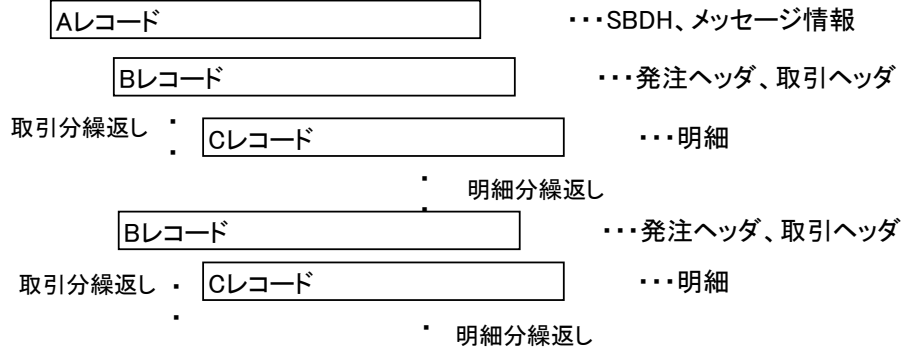 Aレコード ・・・SBDH、メッセージ情報
Bレコード ・・・発注ヘッダ、取引ヘッダ
取引分繰返し
Cレコード ・・・明細
明細分繰返し
Bレコード ・・・発注ヘッダ、取引ヘッダ
取引分繰返し Cレコード ・・・明細
明細分繰返し